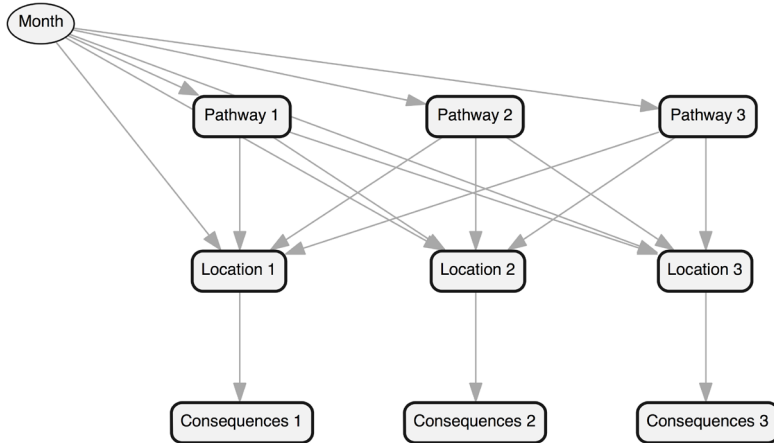 Month
Pathway 1
Pathway 2
Pathway 3
Location 1
Location 2
Location 3
Consequences 1
Consequences 2
Consequences 3